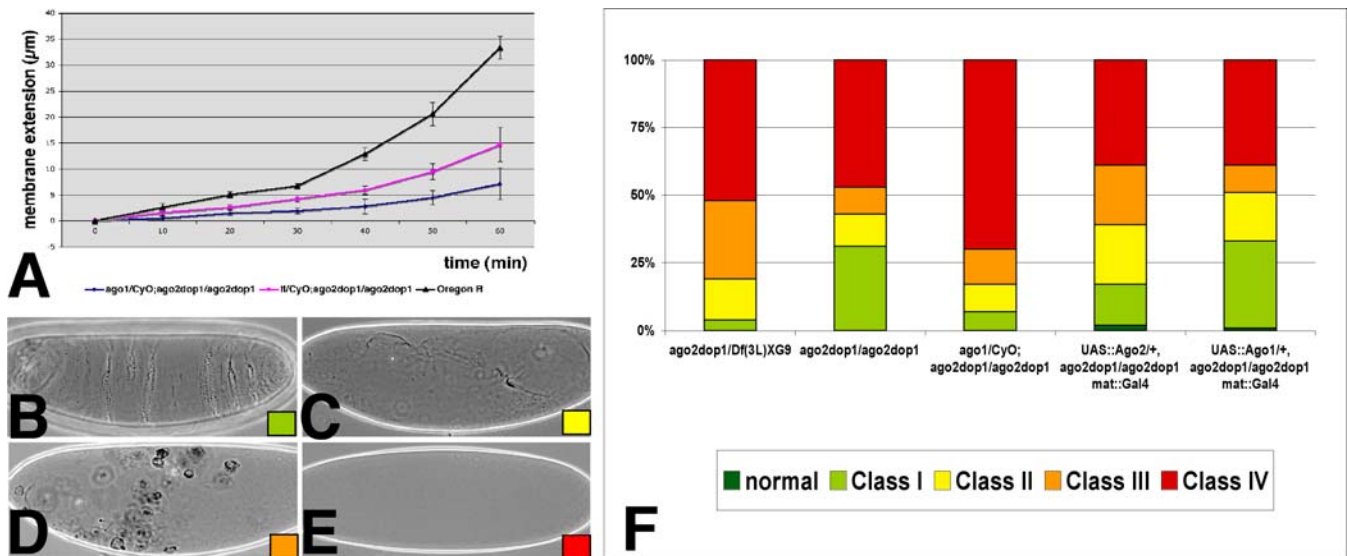 40
35
30
25
20
15
10
5
0
-5
membrane extension (µm)
0 10 20 30 40 50 60
time (min)
ago1/CyO;ago2dop1/ago2dop1 If/CyO;ago2dop1/ago2dop1 Oregon R
A
B
C
D
E
100%
75%
50%
25%
0%
ago2dop1/Df(3L)XG9
ago2dop1/ago2dop1
ago1/CyO;
ago2dop1/ago2dop1
UAS::Ago2/+,
ago2dop1/ago2dop1
mat::Gal4
UAS::Ago1/+,
ago2dop1/ago2dop1
mat::Gal4
normal Class I Class II Class III Class IV
F